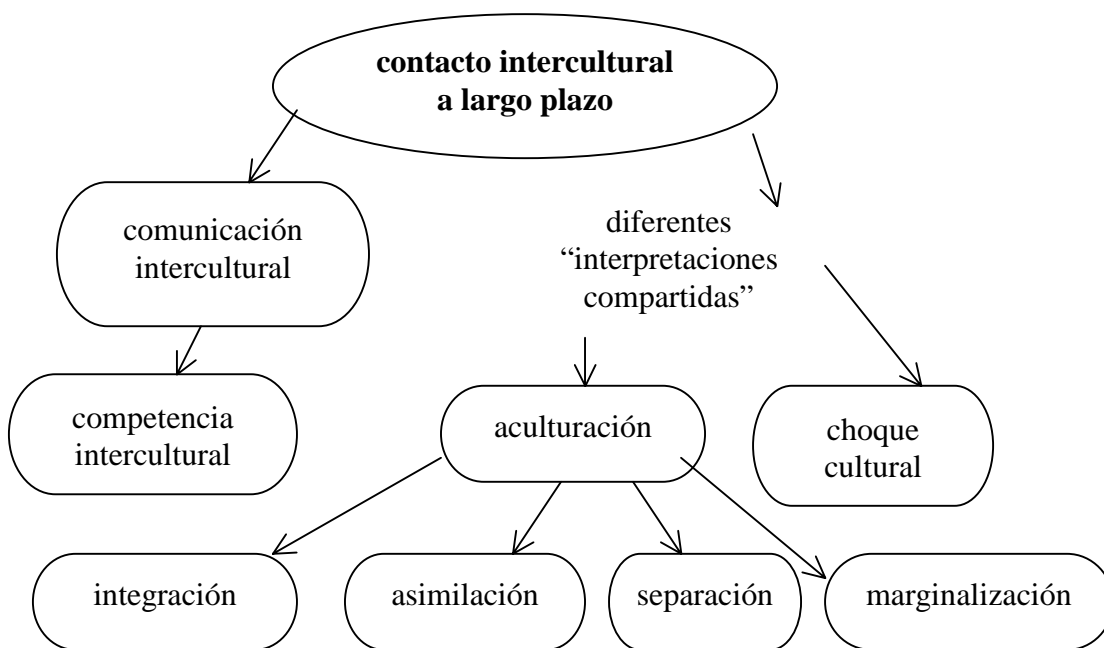 contacto intercultural
a largo plazo
comunicación
intercultural
diferentes
“interpretaciones
compartidas”
competencia
intercultural
aculturación
choque
cultural
integración
asimilación
separación
marginalización